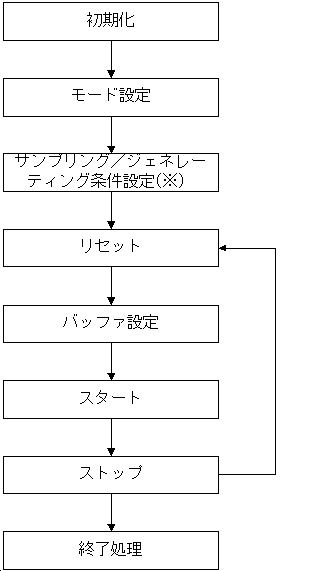 初期化
モード設定
サンプリング／ジェネレー
ティング条件設定(※)
リセット
バッファ設定
スタート
ストップ
終了処理